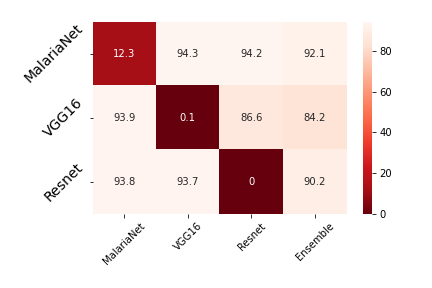 MalariaNet 12.3 94.3 94.2 92.1
VGG16 93.9 0.1 86.6 84.2
Resnet 93.8 93.7 0 90.2
MalariaNet VGG16 Resnet Ensemble
80
60
40
20
0